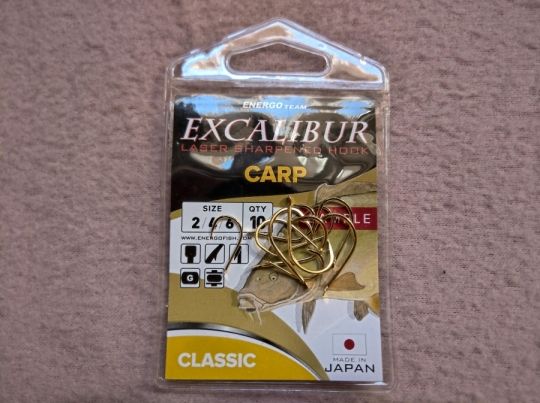 ENERGO TEAM
EXCALIBUR
LASER SHARPENED HOOK
CARP
SIZE QTY
2 4 6 10
WWW.ENERGOFISH.COM
G
CLASSIC
MADE IN
JAPAN